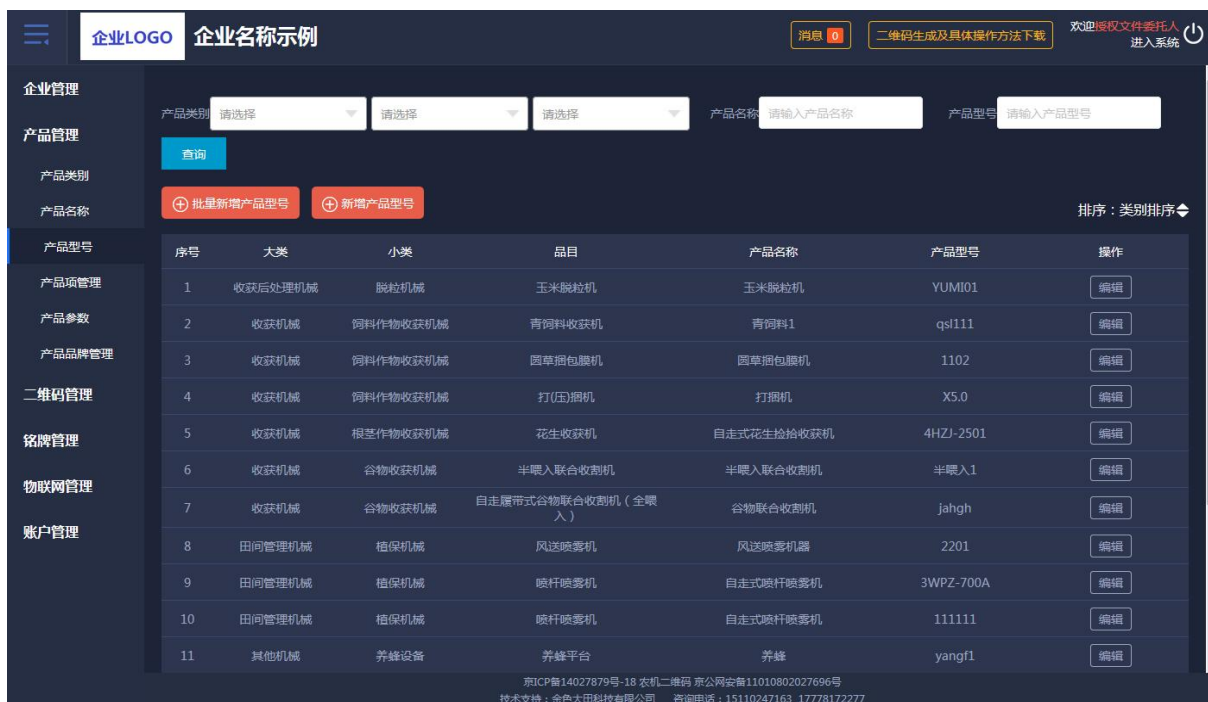 企业LOGO 企业名称示例 消息 0 二维码生成及具体操作方法下载 欢迎授权文件委托人
进入系统
企业管理
产品管理
产品类别
产品名称
产品型号
产品项管理
产品参数
产品品牌管理
二维码管理
铭牌管理
物联网管理
账户管理
产品类别 请选择 请选择 请选择 产品名称 请输入产品名称 产品型号 请输入产品型号
查询
批量新增产品型号 新增产品型号
排序：类别排序
序号 大类 小类 品目 产品名称 产品型号 操作
1 收获后处理机械 脱粒机械 玉米脱粒机 玉米脱粒机 YUMI01 编辑
2 收获机械 饲料作物收获机械 青饲料收获机 青饲料1 qsl111 编辑
3 收获机械 饲料作物收获机械 圆草捆包膜机 圆草捆包膜机 1102 编辑
4 收获机械 饲料作物收获机械 打(压)捆机 打捆机 X5.0 编辑
5 收获机械 根茎作物收获机械 花生收获机 自走式花生捡拾收获机 4HZJ-2501 编辑
6 收获机械 谷物收获机械 半喂入联合收割机 半喂入联合收割机 半喂入1 编辑
7 收获机械 谷物收获机械 自走履带式谷物联合收割机（全喂
入） 谷物联合收割机 jahgh 编辑
8 田间管理机械 植保机械 风送喷雾机 风送喷雾机器 2201 编辑
9 田间管理机械 植保机械 喷杆喷雾机 自走式喷杆喷雾机 3WPZ-700A 编辑
10 田间管理机械 植保机械 喷杆喷雾机 自走式喷杆喷雾机 111111 编辑
11 其他机械 养蜂设备 养蜂平台 养蜂 yangf1 编辑
京ICP备14027879号-18 农机二维码 京公网安备11010802027696号
技术支持：金色大田科技有限公司 咨询电话：15110247163 17778172277